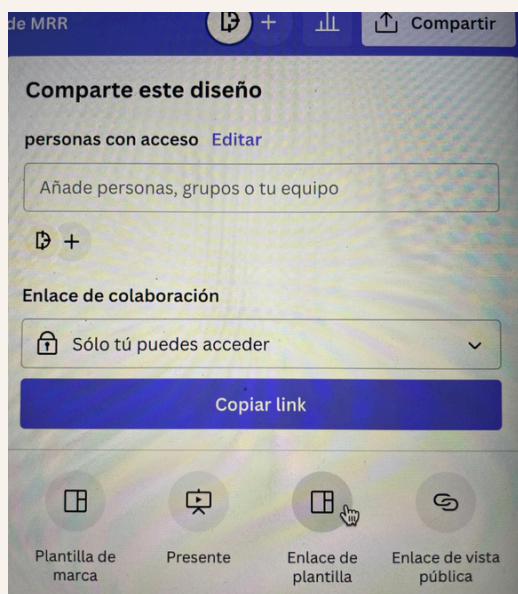 de MRR
Compartir
Comparte este diseño
personas con acceso Editar
Añade personas, grupos o tu equipo
Enlace de colaboración
Sólo tú puedes acceder
Copiar link
Plantilla de
marca
Presente
Enlace de
plantilla
Enlace de vista
pública